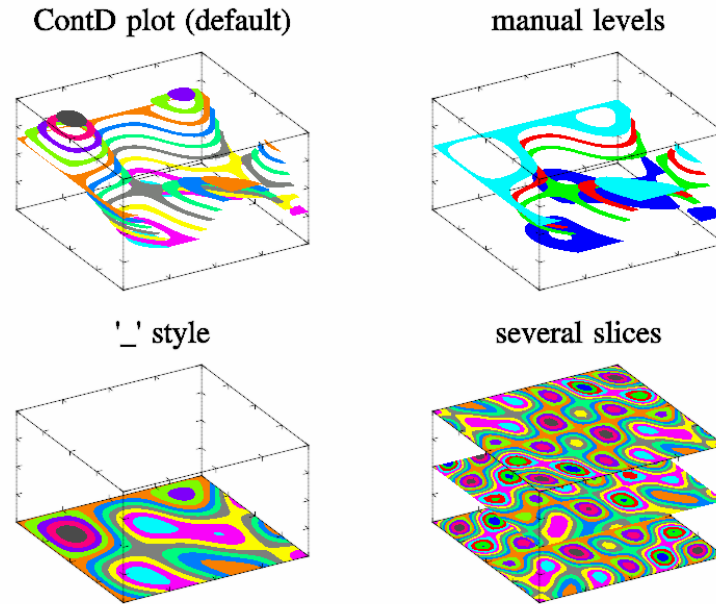 ContD plot (default)
manual levels
'_' style
several slices